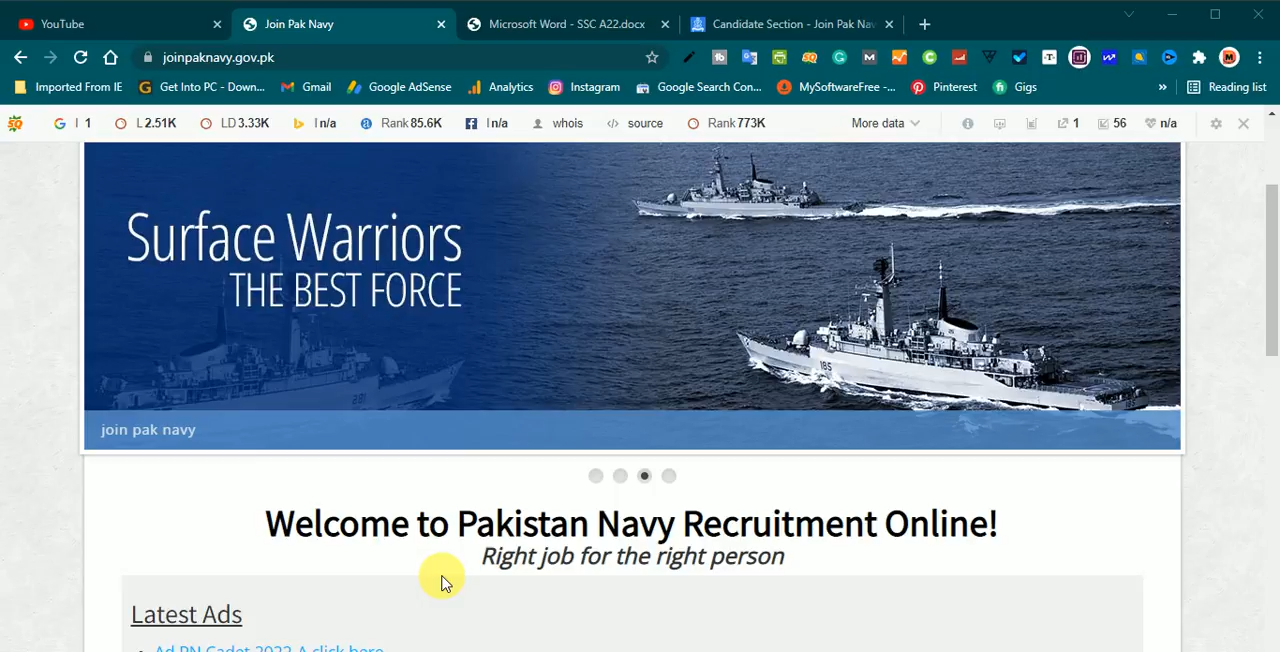 YouTube
Join Pak Navy
Microsoft Word - SSC A22.docx
Candidate Section - Join Pak Nav
joinpaknavy.gov.pk
Imported From IE
Get Into PC - Down...
Gmail
Google AdSense
Analytics
Instagram
Google Search Con...
MySoftwareFree -...
Pinterest
Gigs
»
Reading list
I 1
L 2.51K
LD 3.33K
I n/a
Rank 85.6K
I n/a
whois
source
Rank 773K
More data
1
56
n/a
Surface Warriors
THE BEST FORCE
185
281
join pak navy
Welcome to Pakistan Navy Recruitment Online!
Right job for the right person
Latest Ads
Ad PN Cadet 2022-A click here